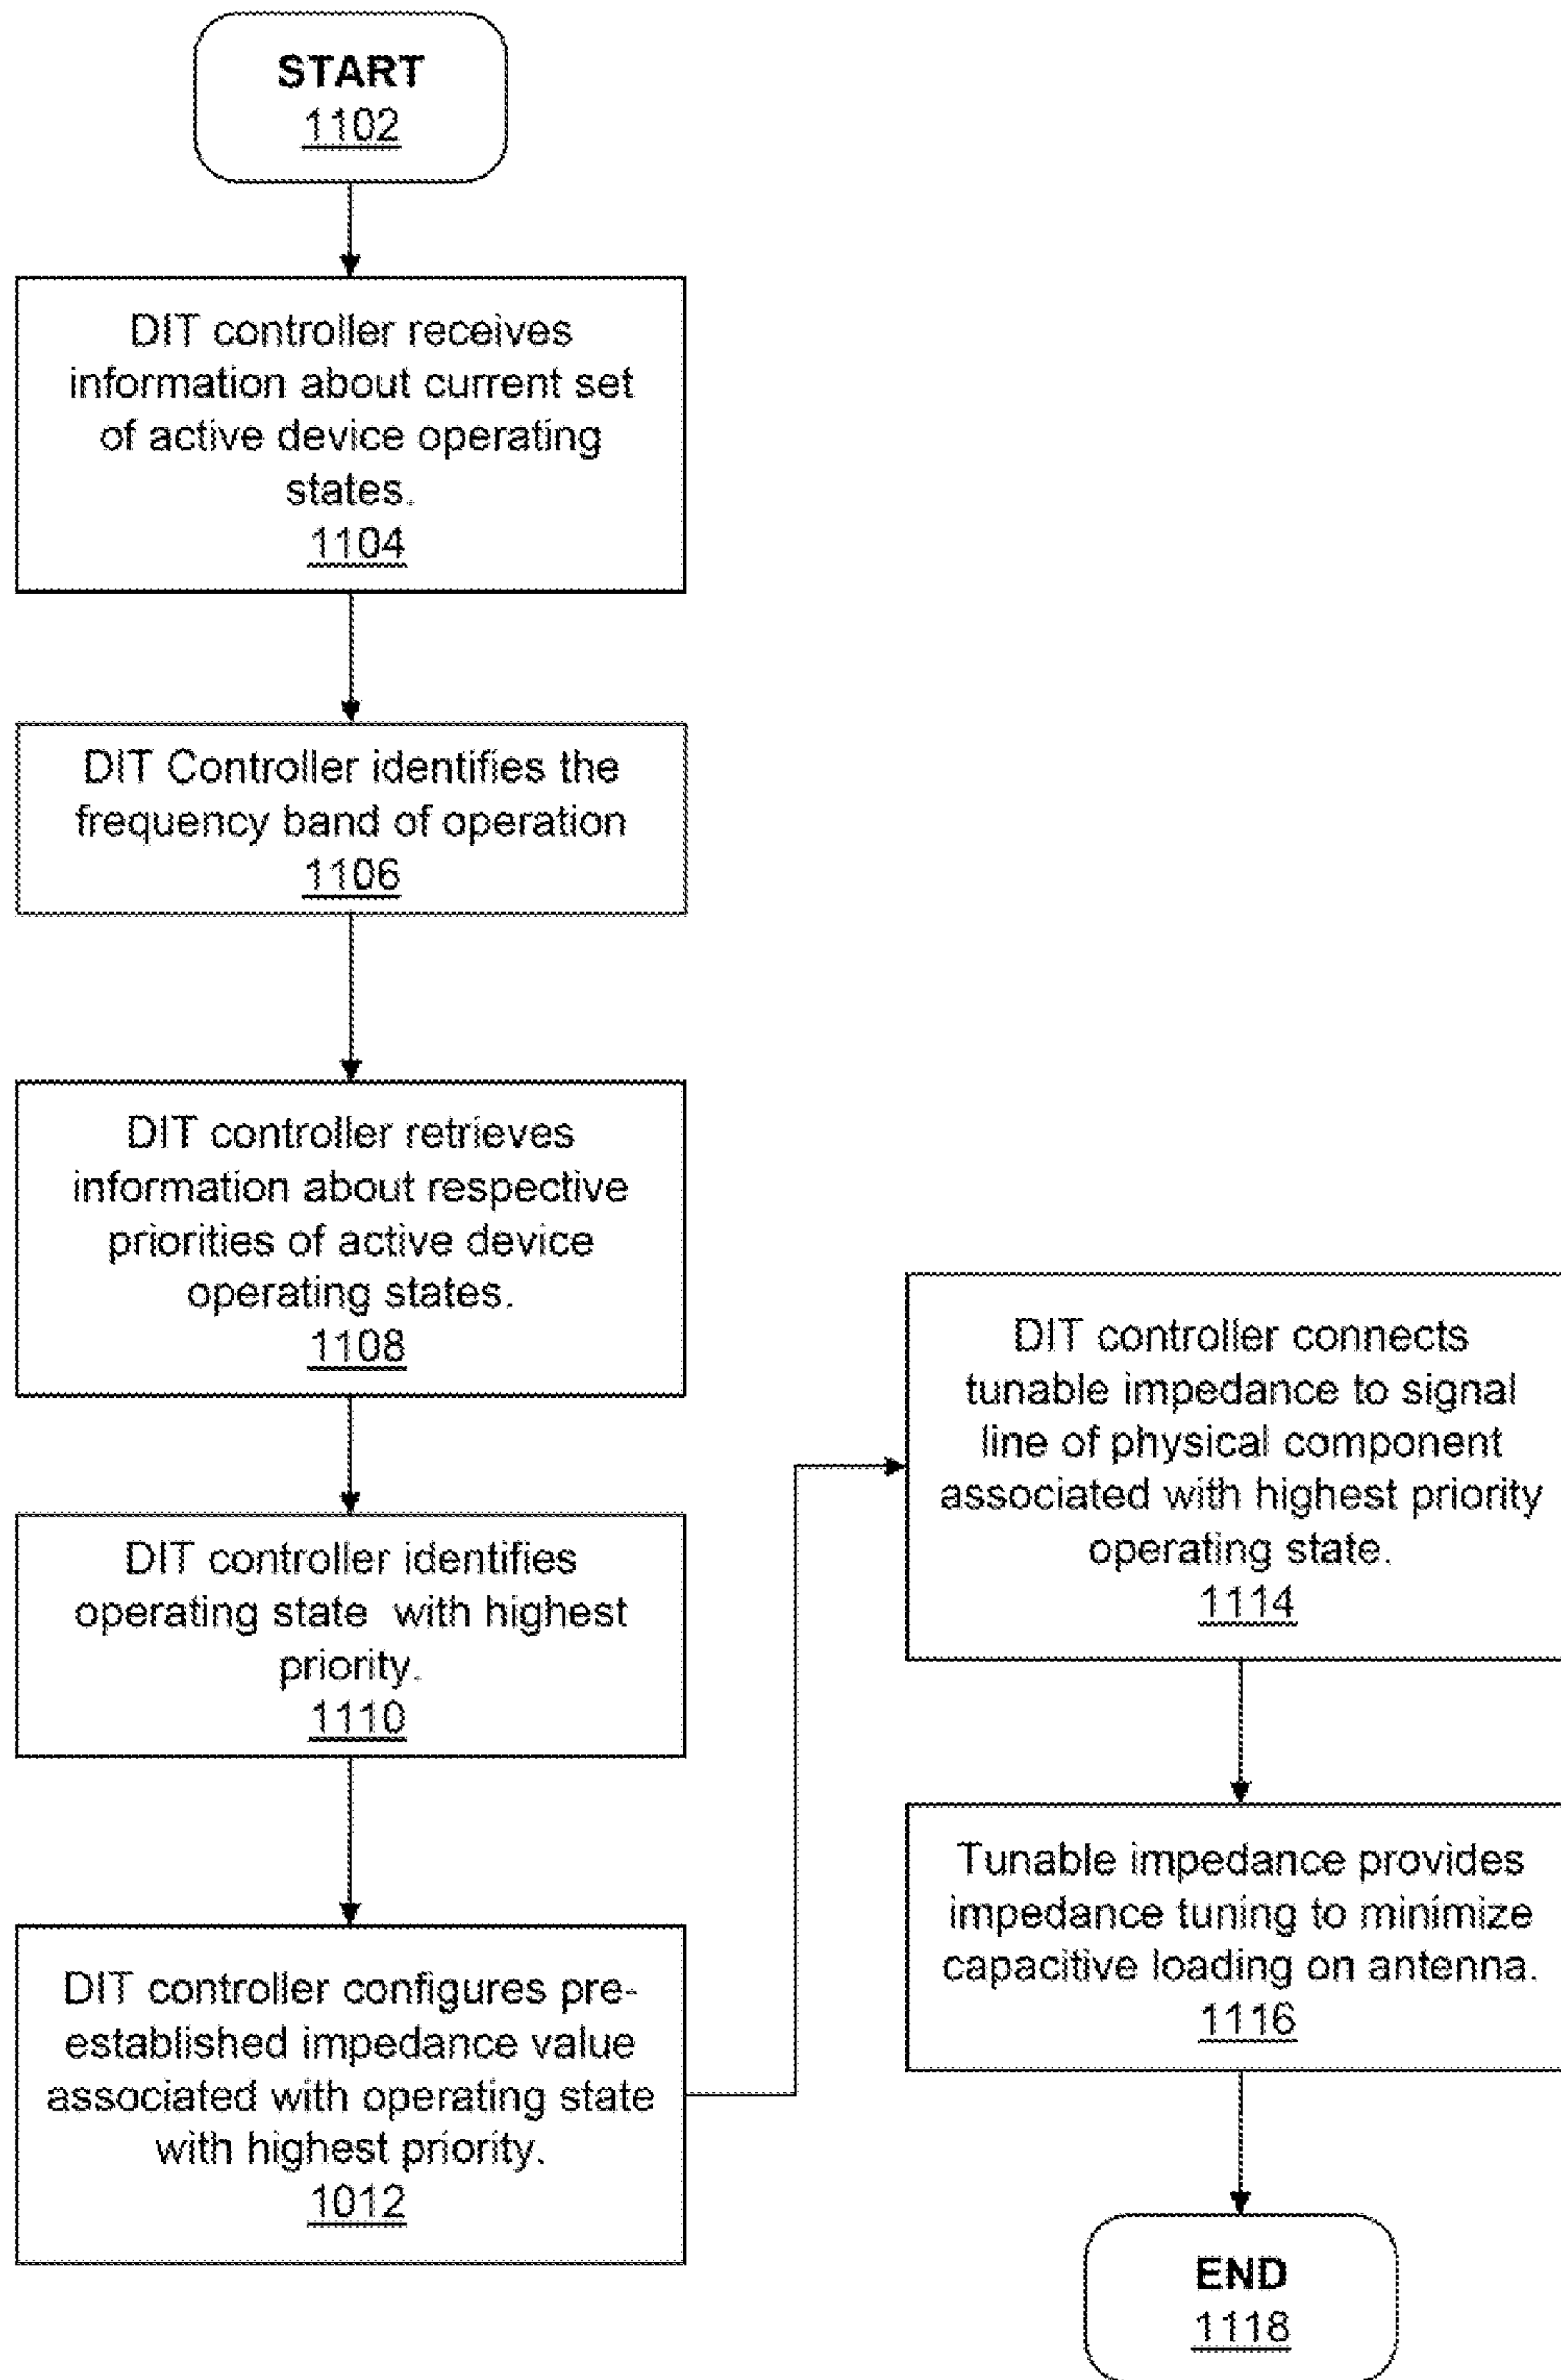 START
1102
DIT controller receives
information about current set
of active device operating
states.
1104
DIT Controller identifies the
frequency band of operation
1106
DIT controller retrieves
information about respective
priorities of active device
operating states.
1108
DIT controller identifies
operating state with highest
priority.
1110
DIT controller configures pre-
established impedance value
associated with operating state
with highest priority.
1012
DIT controller connects
tunable impedance to signal
line of physical component
associated with highest priority
operating state.
1114
Tunable impedance provides
impedance tuning to minimize
capacitive loading on antenna.
1116
END
1118